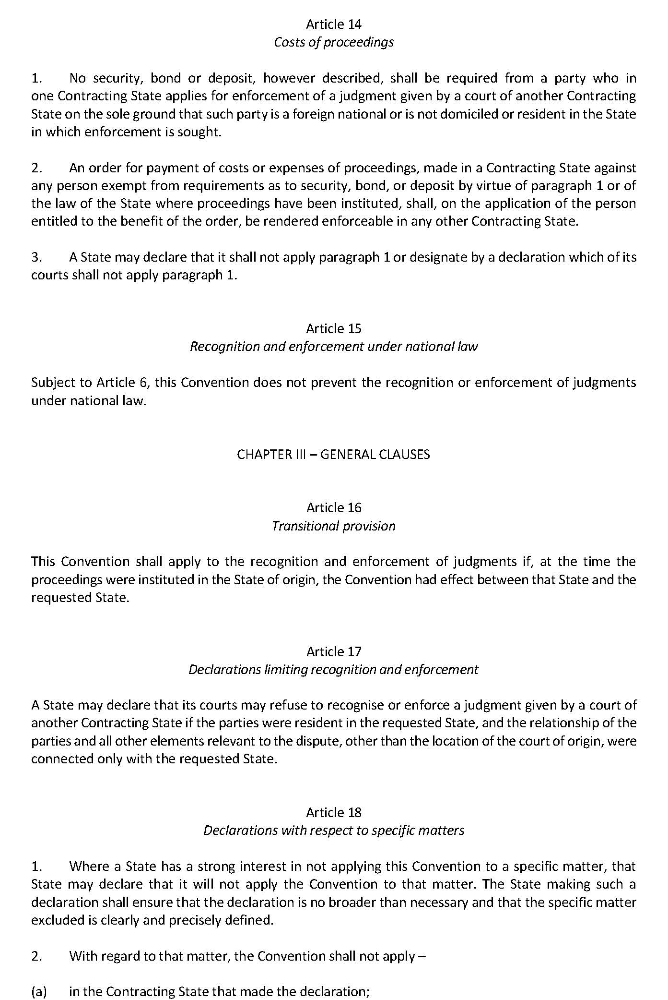 Article 14
Costs of proceedings
1. No security, bond or deposit, however described, shall be required from a party who in
one Contracting State applies for enforcement of a judgment given by a court of another Contracting
State on the sole ground that such party is a foreign national or is not domiciled or resident in the State
in which enforcement is sought.
2. An order for payment of costs or expenses of proceedings, made in a Contracting State against
any person exempt from requirements as to security, bond, or deposit by virtue of paragraph 1 or of
the law of the State where proceedings have been instituted, shall, on the application of the person
entitled to the benefit of the order, be rendered enforceable in any other Contracting State.
3. A State may declare that it shall not apply paragraph 1 or designate by a declaration which of its
courts shall not apply paragraph 1.
Article 15
Recognition and enforcement under national law
Subject to Article 6, this Convention does not prevent the recognition or enforcement of judgments
under national law.
CHAPTER III – GENERAL CLAUSES
Article 16
Transitional provision
This Convention shall apply to the recognition and enforcement of judgments if, at the time the
proceedings were instituted in the State of origin, the Convention had effect between that State and the
requested State.
Article 17
Declarations limiting recognition and enforcement
A State may declare that its courts may refuse to recognise or enforce a judgment given by a court of
another Contracting State if the parties were resident in the requested State, and the relationship of the
parties and all other elements relevant to the dispute, other than the location of the court of origin, were
connected only with the requested State.
Article 18
Declarations with respect to specific matters
1. Where a State has a strong interest in not applying this Convention to a specific matter, that
State may declare that it will not apply the Convention to that matter. The State making such a
declaration shall ensure that the declaration is no broader than necessary and that the specific matter
excluded is clearly and precisely defined.
2. With regard to that matter, the Convention shall not apply –
(a) in the Contracting State that made the declaration;